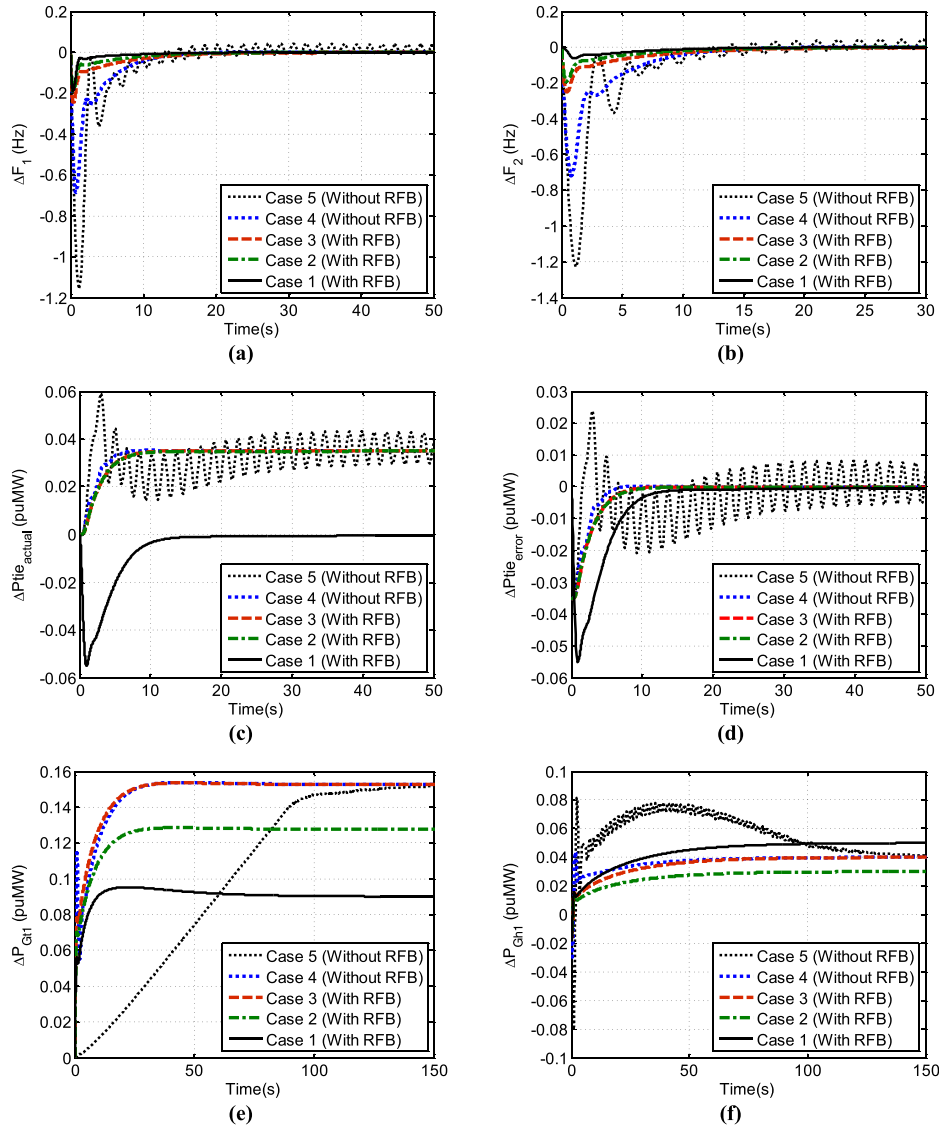 0.2
0
-0.2
-0.4
-0.6
-0.8
-1
-1.2
ΔF1 (Hz)
Case 5 (Without RFB)
Case 4 (Without RFB)
Case 3 (With RFB)
Case 2 (With RFB)
Case 1 (With RFB)
0 10 20 30 40 50
Time(s)
(a)
0.2
0
-0.2
-0.4
-0.6
-0.8
-1
-1.2
-1.4
ΔF2 (Hz)
Case 5 (Without RFB)
Case 4 (Without RFB)
Case 3 (With RFB)
Case 2 (With RFB)
Case 1 (With RFB)
0 5 10 15 20 25 30
Time(s)
(b)
0.06
0.04
0.02
0
-0.02
-0.04
-0.06
ΔPtieactual (puMW)
Case 5 (Without RFB)
Case 4 (Without RFB)
Case 3 (With RFB)
Case 2 (With RFB)
Case 1 (With RFB)
0 10 20 30 40 50
Time(s)
(c)
0.03
0.02
0.01
0
-0.01
-0.02
-0.03
-0.04
-0.05
-0.06
ΔPtieerror (puMW)
Case 5 (Without RFB)
Case 4 (Without RFB)
Case 3 (With RFB)
Case 2 (With RFB)
Case 1 (With RFB)
0 10 20 30 40 50
Time(s)
(d)
0.16
0.14
0.12
0.1
0.08
0.06
0.04
0.02
0
ΔPGt1 (puMW)
Case 5 (Without RFB)
Case 4 (Without RFB)
Case 3 (With RFB)
Case 2 (With RFB)
Case 1 (With RFB)
0 50 100 150
Time(s)
(e)
0.1
0.08
0.06
0.04
0.02
0
-0.02
-0.04
-0.06
-0.08
-0.1
ΔPGh1 (puMW)
Case 5 (Without RFB)
Case 4 (Without RFB)
Case 3 (With RFB)
Case 2 (With RFB)
Case 1 (With RFB)
0 50 100 150
Time(s)
(f)